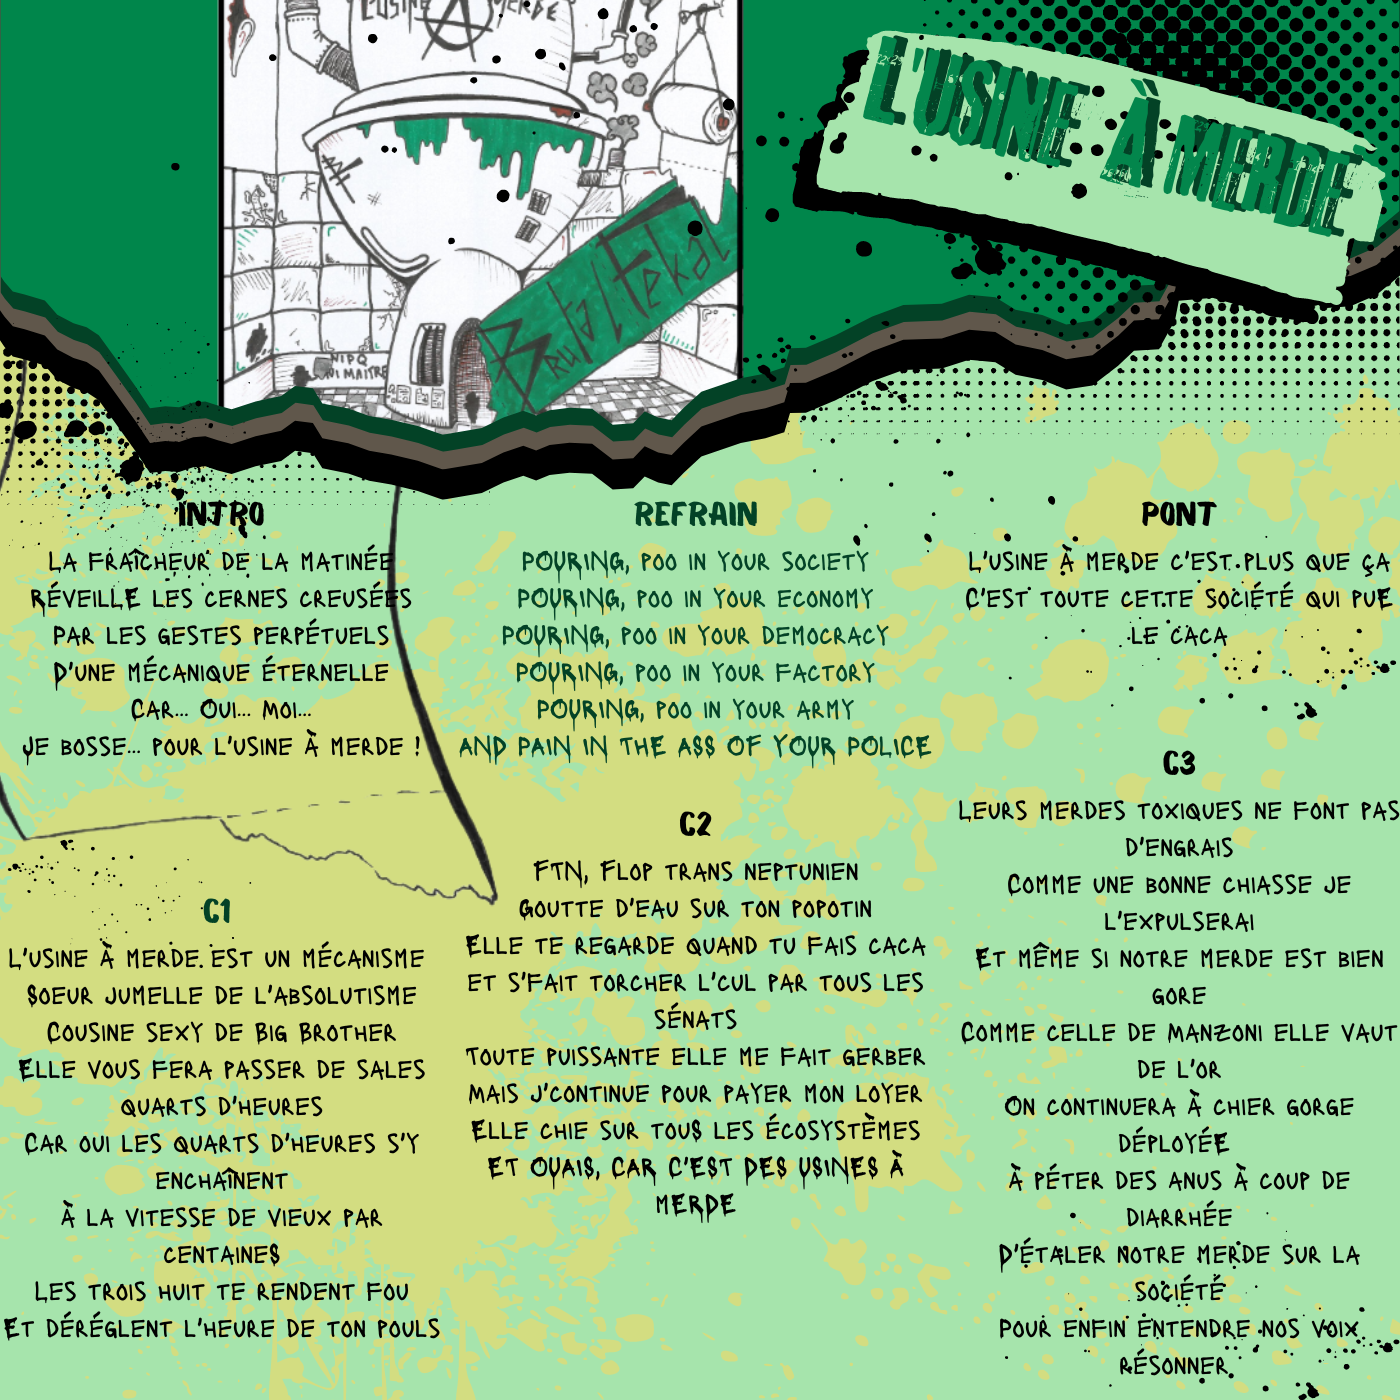 L'USINE À MERDE
L'USINE À MERDE
BRUTAL FEKAL
NI MAITRE
INTRO
LA FRAÎCHEUR DE LA MATINÉE
RÉVEILLE LES CERNES CREUSÉES
PAR LES GESTES PERPÉTUELS
D'UNE MÉCANIQUE ÉTERNELLE
CAR... OUI... MOI...
JE BOSSE... POUR L'USINE À MERDE !
C1
L'USINE À MERDE EST UN MÉCANISME
SOEUR JUMELLE DE L'ABSOLUTISME
COUSINE SEXY DE BIG BROTHER
ELLE VOUS FERA PASSER DE SALES
QUARTS D'HEURES
CAR OUI LES QUARTS D'HEURES S'Y
ENCHAÎNENT
À LA VITESSE DE VIEUX PAR
CENTAINES
LES TROIS HUIT TE RENDENT FOU
ET DÉRÉGLENT L'HEURE DE TON POULS
REFRAIN
POURING, POO IN YOUR SOCIETY
POURING, POO IN YOUR ECONOMY
POURING, POO IN YOUR DEMOCRACY
POURING, POO IN YOUR FACTORY
POURING, POO IN YOUR ARMY
AND PAIN IN THE ASS OF YOUR POLICE
C2
FTN, FLOP TRANS NEPTUNIEN
GOUTTE D'EAU SUR TON POPOTIN
ELLE TE REGARDE QUAND TU FAIS CACA
ET S'FAIT TORCHER L'CUL PAR TOUS LES
SÉNATS
TOUTE PUISSANTE ELLE ME FAIT GERBER
MAIS J'CONTINUE POUR PAYER MON LOYER
ELLE CHIE SUR TOUS LES ÉCOSYSTÈMES
ET OUAIS, CAR C'EST DES USINES À
MERDE
PONT
L'USINE À MERDE C'EST PLUS QUE ÇA
C'EST TOUTE CETTE SOCIÉTÉ QUI PUE
LE CACA
C3
LEURS MERDES TOXIQUES NE FONT PAS
D'ENGRAIS
COMME UNE BONNE CHIASSE JE
L'EXPULSERAI
ET MÊME SI NOTRE MERDE EST BIEN
GORE
COMME CELLE DE MANZONI ELLE VAUT
DE L'OR
ON CONTINUERA À CHIER GORGE
DÉPLOYÉE
À PÉTER DES ANUS À COUP DE
DIARRHÉE
D'ÉTALER NOTRE MERDE SUR LA
SOCIÉTÉ
POUR ENFIN ENTENDRE NOS VOIX
RÉSONNER